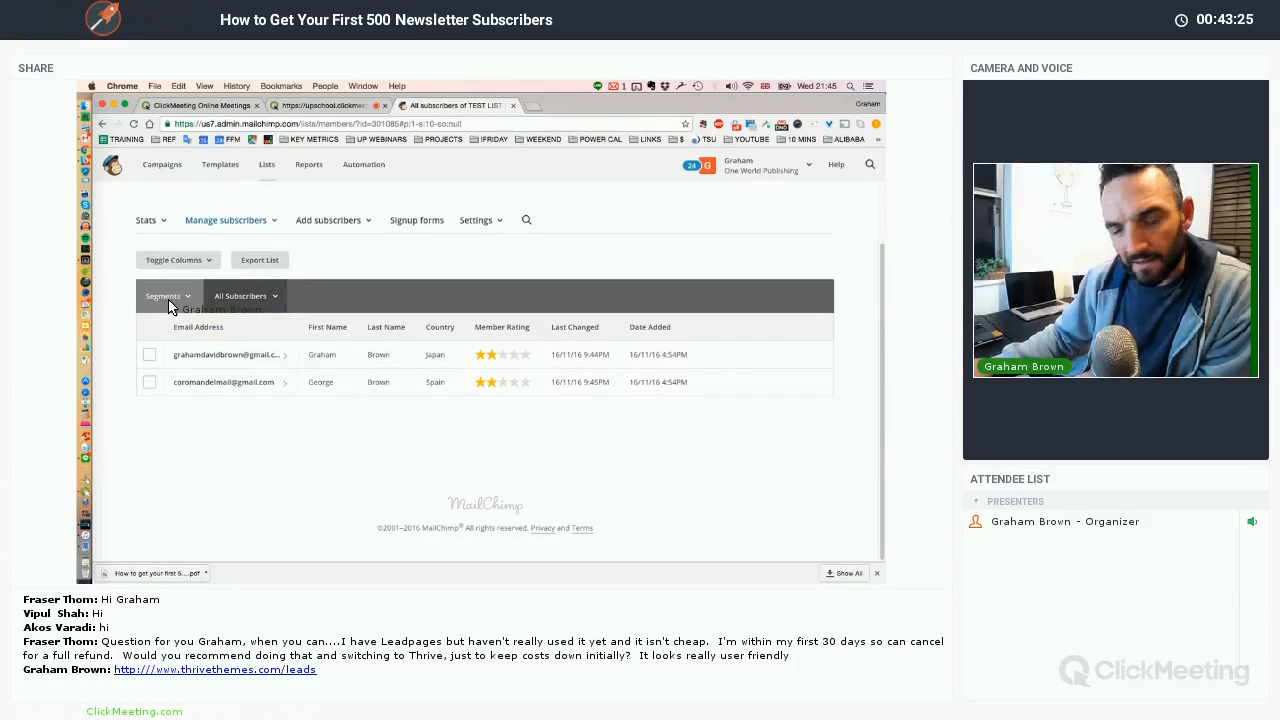 How to Get Your First 500 Newsletter Subscribers
00:43:25
SHARE
CAMERA AND VOICE
Chrome File Edit View History Bookmarks People Window Help
1
Wed 21:45
ClickMeeting Online Meetings
https://upschool.clickmee
All subscribers of TEST LIST
Graham
https://us7.admin.mailchimp.com/lists/members/?id=301085#p:1-s:10-so:null
TRAINING REF 28 FFM KEY METRICS UP WEBINARS PROJECTS !FRIDAY WEEKEND POWER CAL LINKS TSU YOUTUBE 10 MINS ALIBABA »
Campaigns Templates Lists Reports Automation
24 G Graham
One World Publishing
Help
Stats Manage subscribers Add subscribers Signup forms Settings
Toggle Columns Export List
Segments All Subscribers
Graham Brown
Email Address First Name Last Name Country Member Rating Last Changed Date Added
grahamdavidbrown@gmail.c... Graham Brown Japan 16/11/16 9:44PM 16/11/16 4:54PM
coromandelmail@gmail.com George Brown Spain 16/11/16 9:45PM 16/11/16 4:54PM
MailChimp
©2001–2016 MailChimp® All rights reserved. Privacy and Terms
How to get your first 5....pdf
Show All
Graham Brown
ATTENDEE LIST
PRESENTERS
Graham Brown - Organizer
Fraser Thom: Hi Graham
Vipul Shah: Hi
Akos Varadi: hi
Fraser Thom: Question for you Graham, when you can....I have Leadpages but haven't really used it yet and it isn't cheap. I'm within my first 30 days so can cancel
for a full refund. Would you recommend doing that and switching to Thrive, just to keep costs down initially? It looks really user friendly
Graham Brown: http:///www.thrivethemes.com/leads
ClickMeeting
ClickMeeting.com